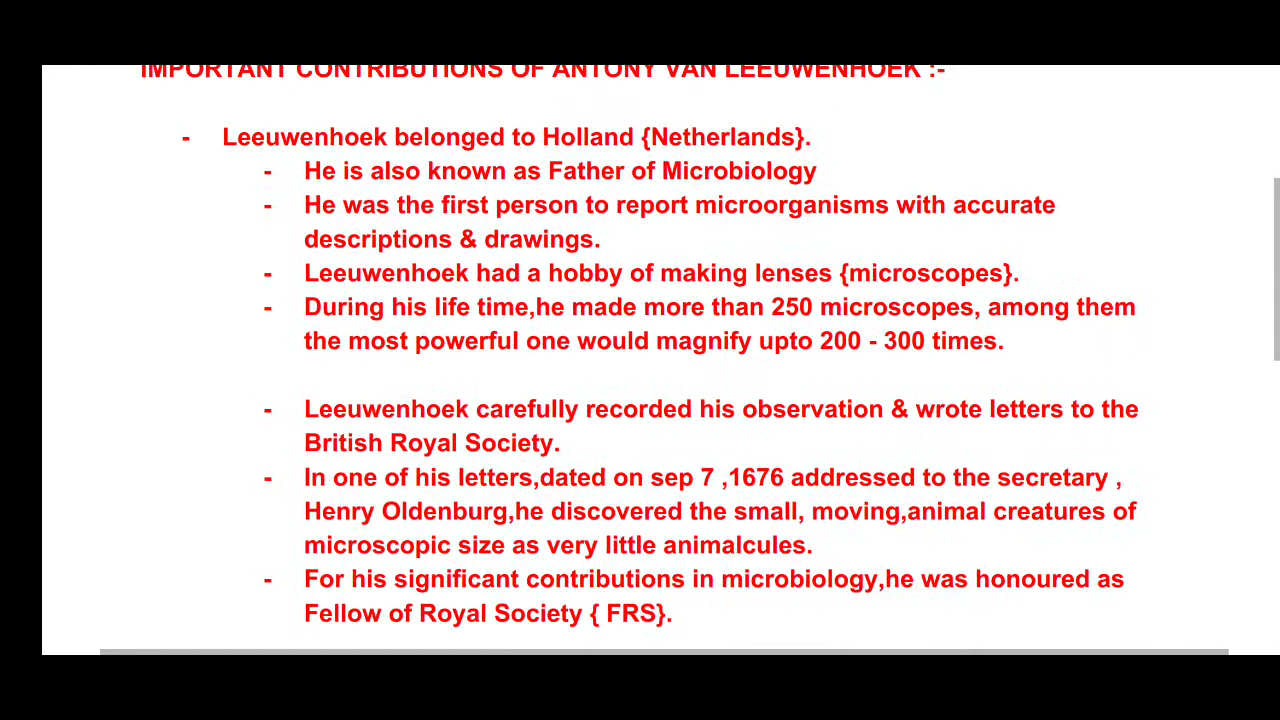 IMPORTANT CONTRIBUTIONS OF ANTONY VAN LEEUWENHOEK :-
- Leeuwenhoek belonged to Holland {Netherlands}.
- He is also known as Father of Microbiology
- He was the first person to report microorganisms with accurate
descriptions & drawings.
- Leeuwenhoek had a hobby of making lenses {microscopes}.
- During his life time,he made more than 250 microscopes, among them
the most powerful one would magnify upto 200 - 300 times.
- Leeuwenhoek carefully recorded his observation & wrote letters to the
British Royal Society.
- In one of his letters,dated on sep 7 ,1676 addressed to the secretary ,
Henry Oldenburg,he discovered the small, moving,animal creatures of
microscopic size as very little animalcules.
- For his significant contributions in microbiology,he was honoured as
Fellow of Royal Society { FRS}.